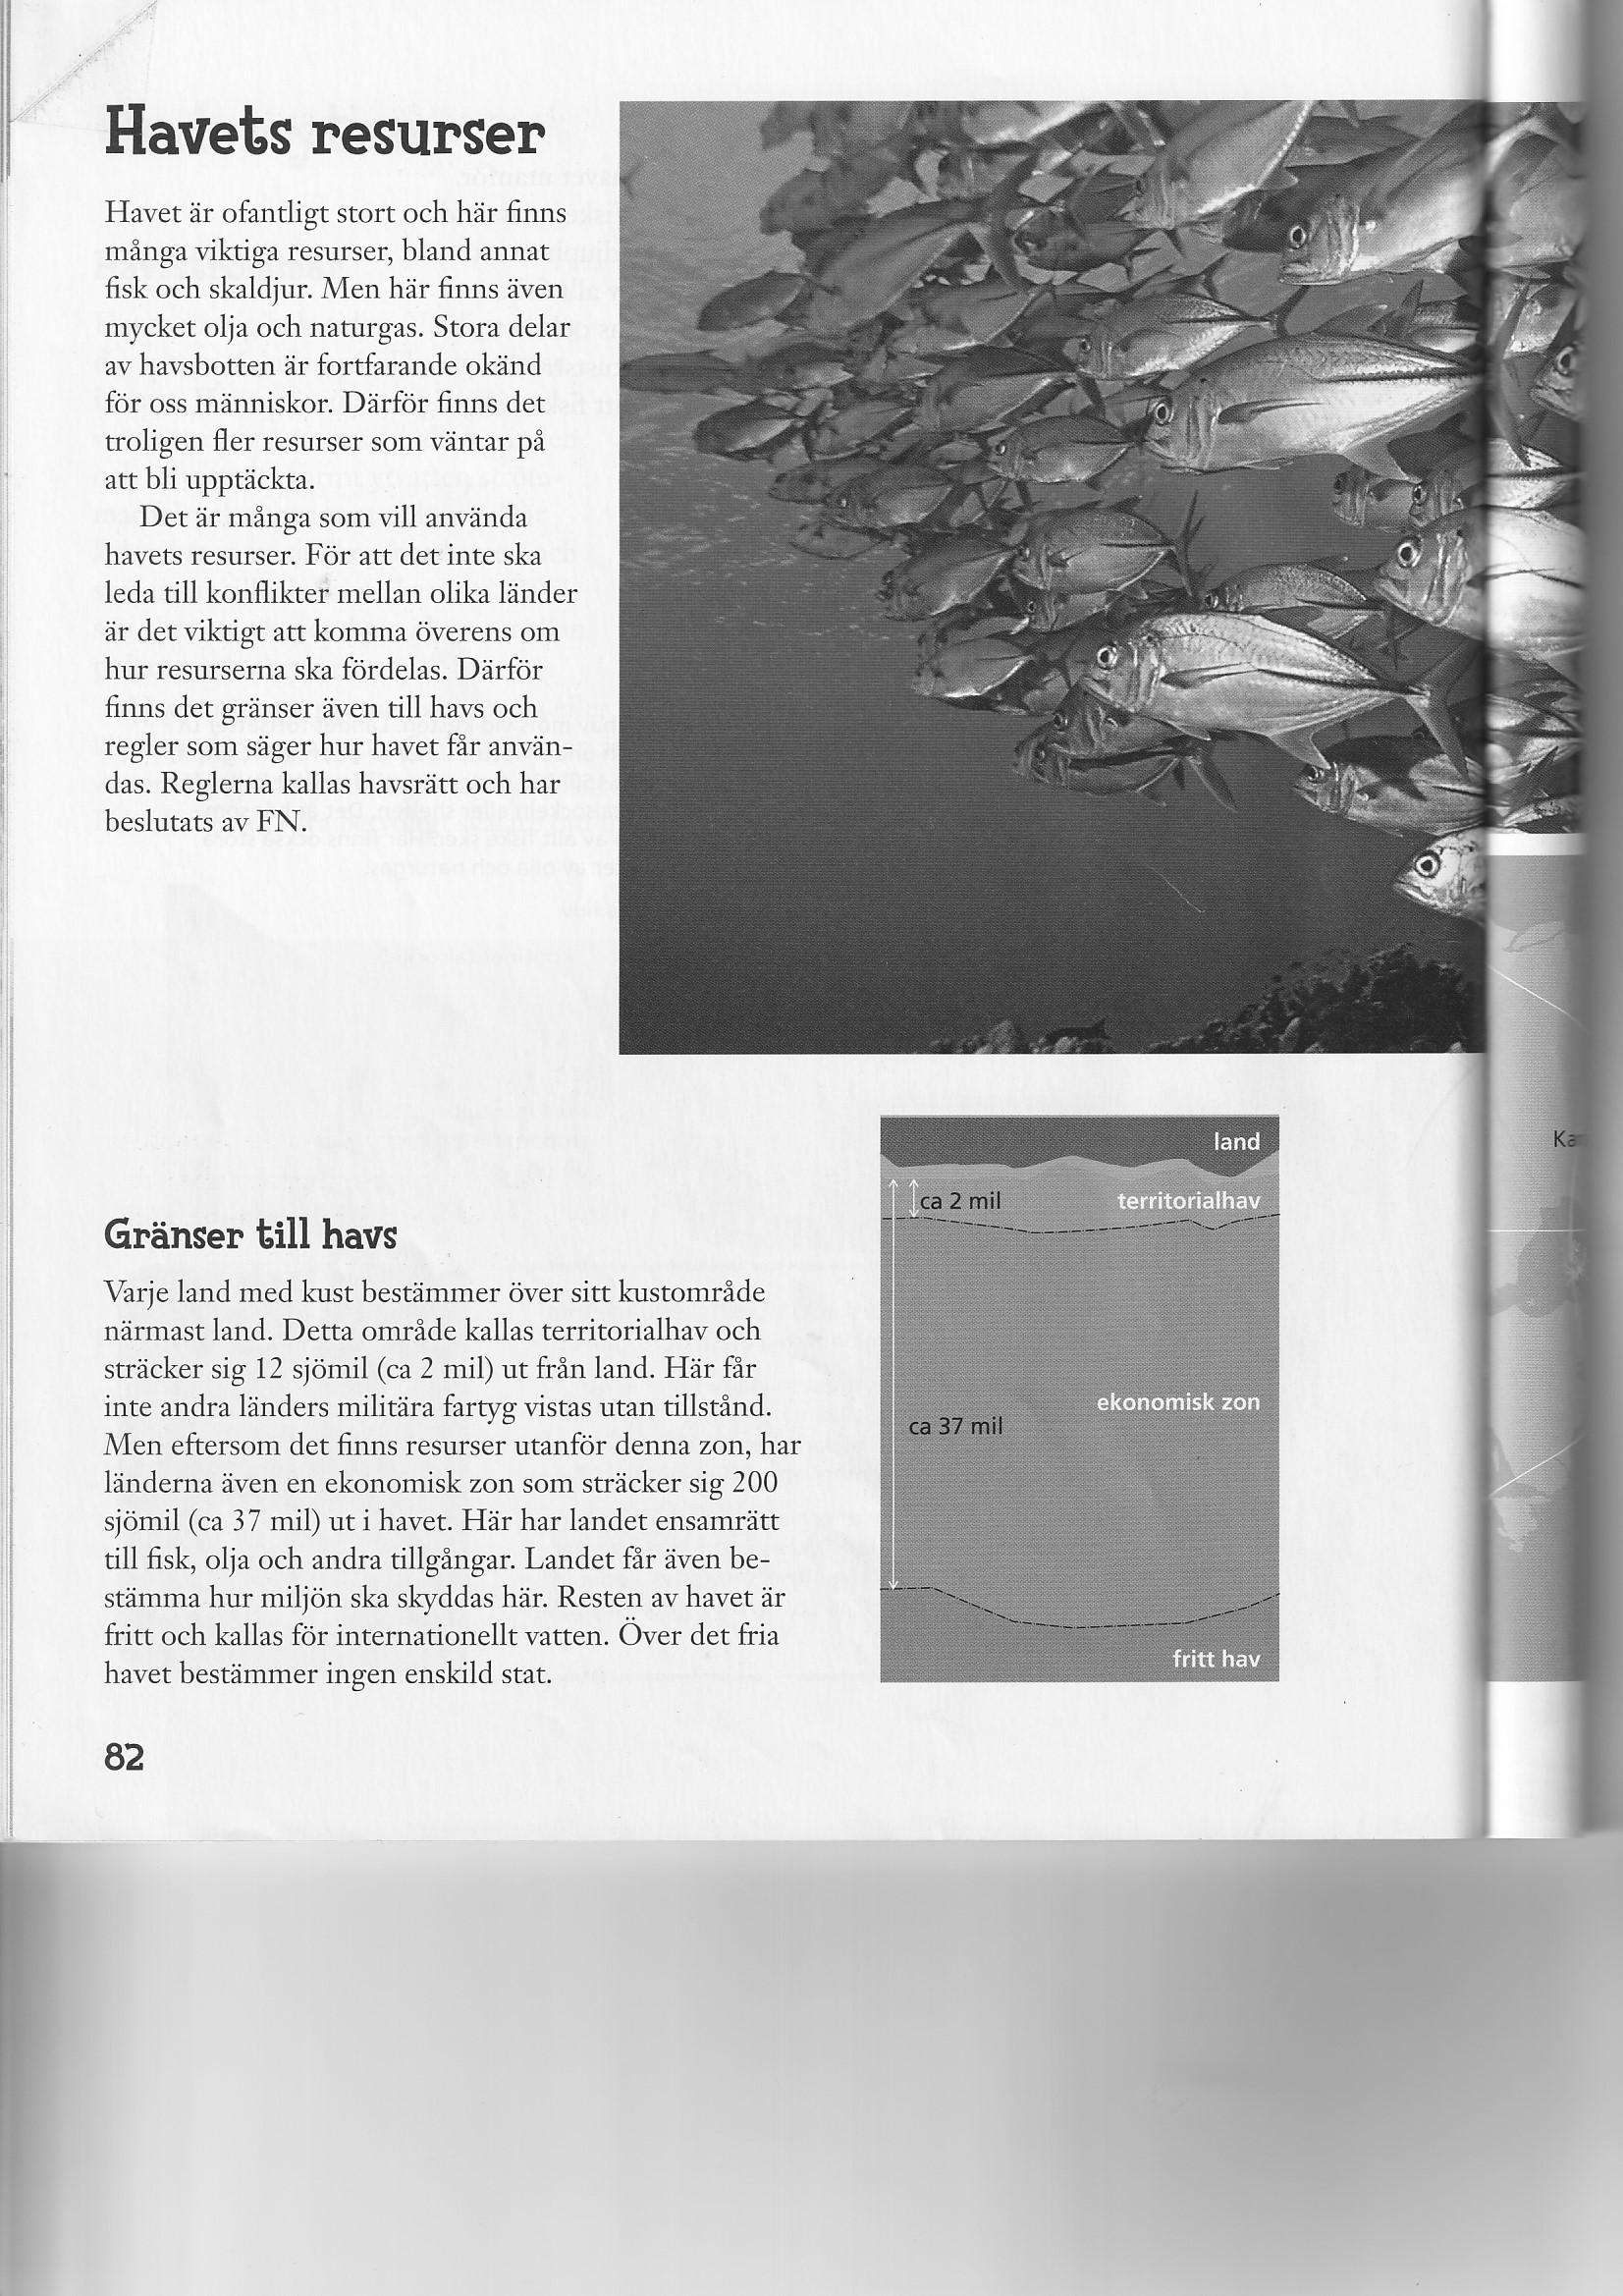 Havets resurser
Havet är ofantligt stort och här finns
många viktiga resurser, bland annat
fisk och skaldjur. Men här finns även
mycket olja och naturgas. Stora delar
av havsbotten är fortfarande okänd
för oss människor. Därför finns det
troligen fler resurser som väntar på
att bli upptäckta.
Det är många som vill använda
havets resurser. För att det inte ska
leda till konflikter mellan olika länder
är det viktigt att komma överens om
hur resurserna ska fördelas. Därför
finns det gränser även till havs och
regler som säger hur havet får använ-
das. Reglerna kallas havsrätt och har
beslutats av FN.
Gränser till havs
Varje land med kust bestämmer över sitt kustområde
närmast land. Detta område kallas territorialhav och
sträcker sig 12 sjömil (ca 2 mil) ut från land. Här får
inte andra länders militära fartyg vistas utan tillstånd.
Men eftersom det finns resurser utanför denna zon, har
länderna även en ekonomisk zon som sträcker sig 200
sjömil (ca 37 mil) ut i havet. Här har landet ensamrätt
till fisk, olja och andra tillgångar. Landet får även be-
stämma hur miljön ska skyddas här. Resten av havet är
fritt och kallas för internationellt vatten. Över det fria
havet bestämmer ingen enskild stat.
land
ca 2 mil territorialhav
ekonomisk zon
ca 37 mil
fritt hav
82